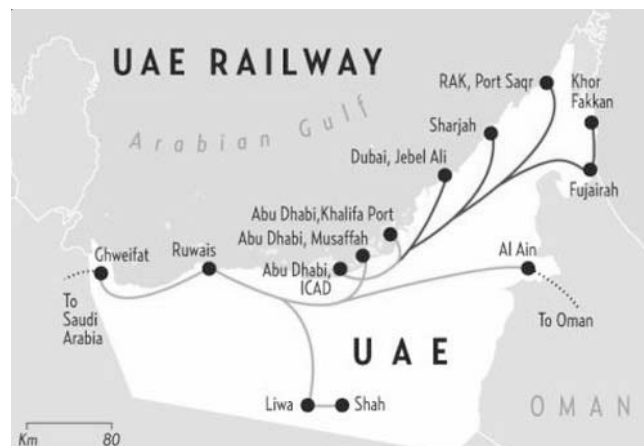 UAE RAILWAY
Arabian Gulf
RAK, Port Saqr
Khor
Fakkan
Sharjah
Dubai, Jebel Ali
Fujairah
Abu Dhabi,Khalifa Port
Abu Dhabi, Musaffah
Al Ain
Ghweifat
Ruwais
Abu Dhabi,
ICAD
To
Saudi
Arabia
To Oman
UAE
Liwa
Shah
OMAN
Km
80